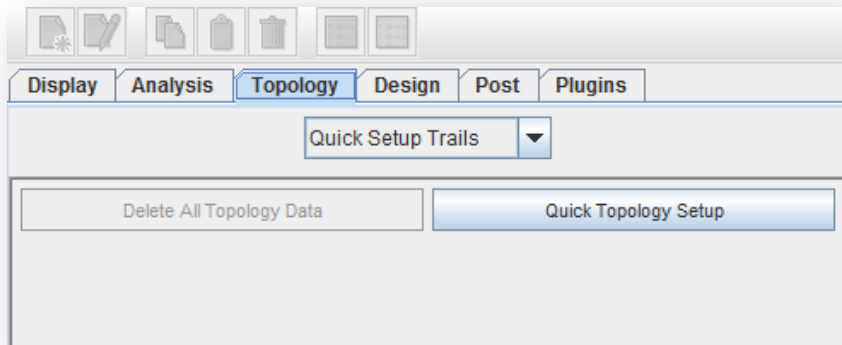 Display Analysis Topology Design Post Plugins
Quick Setup Trails
Delete All Topology Data Quick Topology Setup